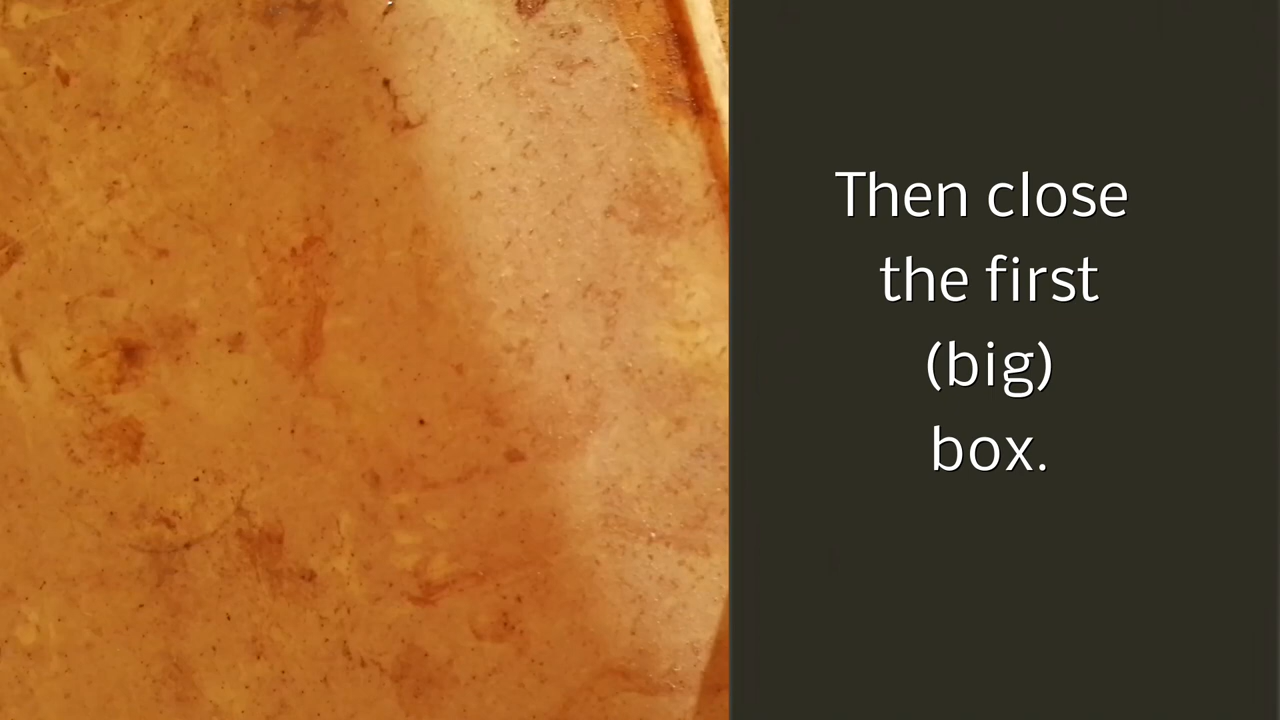 Then close
the first
(big)
box.